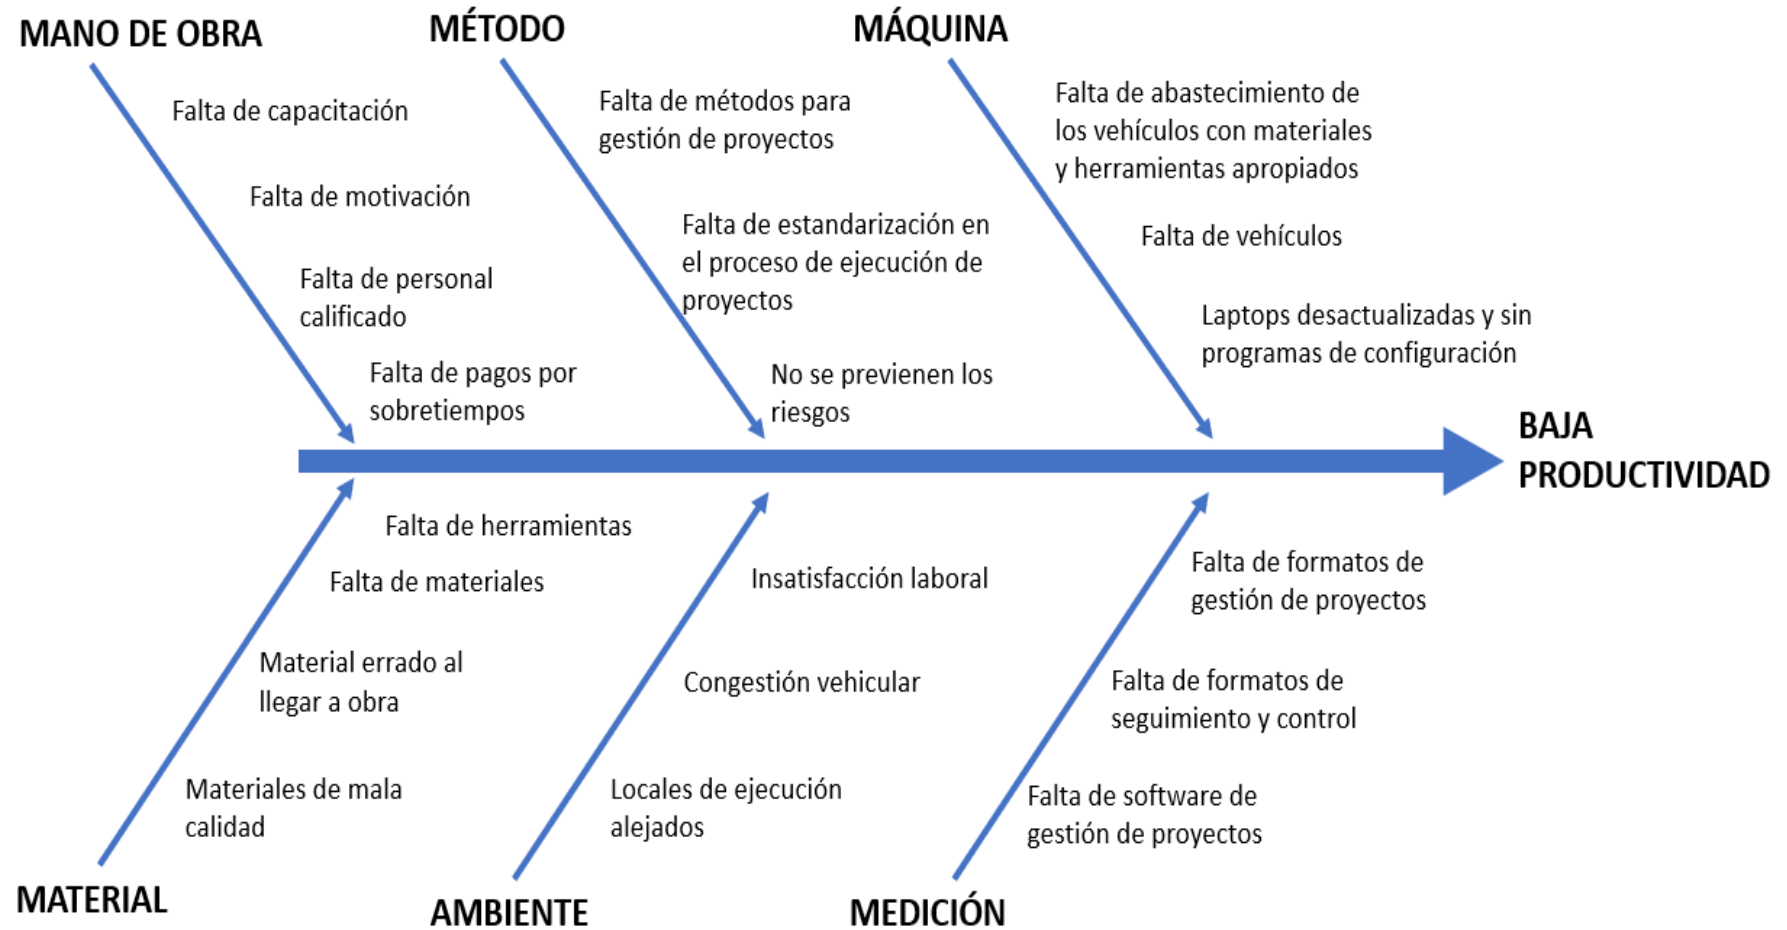 MANO DE OBRA
MÉTODO
MÁQUINA
Falta de capacitación
Falta de motivación
Falta de personal
calificado
Falta de pagos por
sobretiempos
Falta de métodos para
gestión de proyectos
Falta de estandarización en
el proceso de ejecución de
proyectos
No se previenen los
riesgos
Falta de abastecimiento de
los vehículos con materiales
y herramientas apropiados
Falta de vehículos
Laptops desactualizadas y sin
programas de configuración
BAJA
PRODUCTIVIDAD
Falta de herramientas
Falta de materiales
Material errado al
llegar a obra
Materiales de mala
calidad
Insatisfacción laboral
Congestión vehicular
Locales de ejecución
alejados
Falta de formatos de
gestión de proyectos
Falta de formatos de
seguimiento y control
Falta de software de
gestión de proyectos
MATERIAL
AMBIENTE
MEDICIÓN